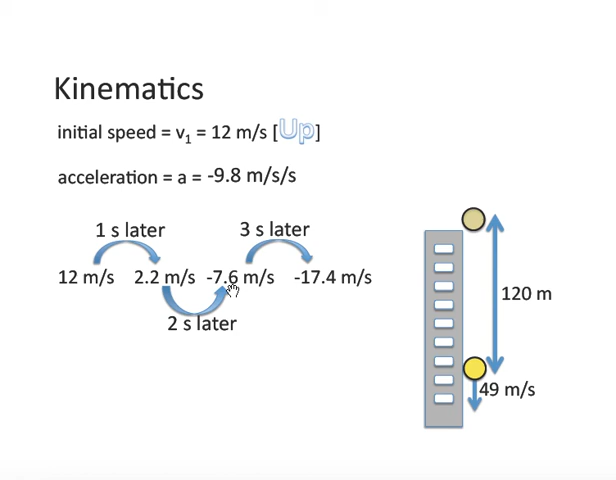 Kinematics
initial speed = v₁ = 12 m/s [Up]
acceleration = a = -9.8 m/s/s
1 s later
3 s later
12 m/s
2.2 m/s
-7.6 m/s
-17.4 m/s
2 s later
120 m
49 m/s